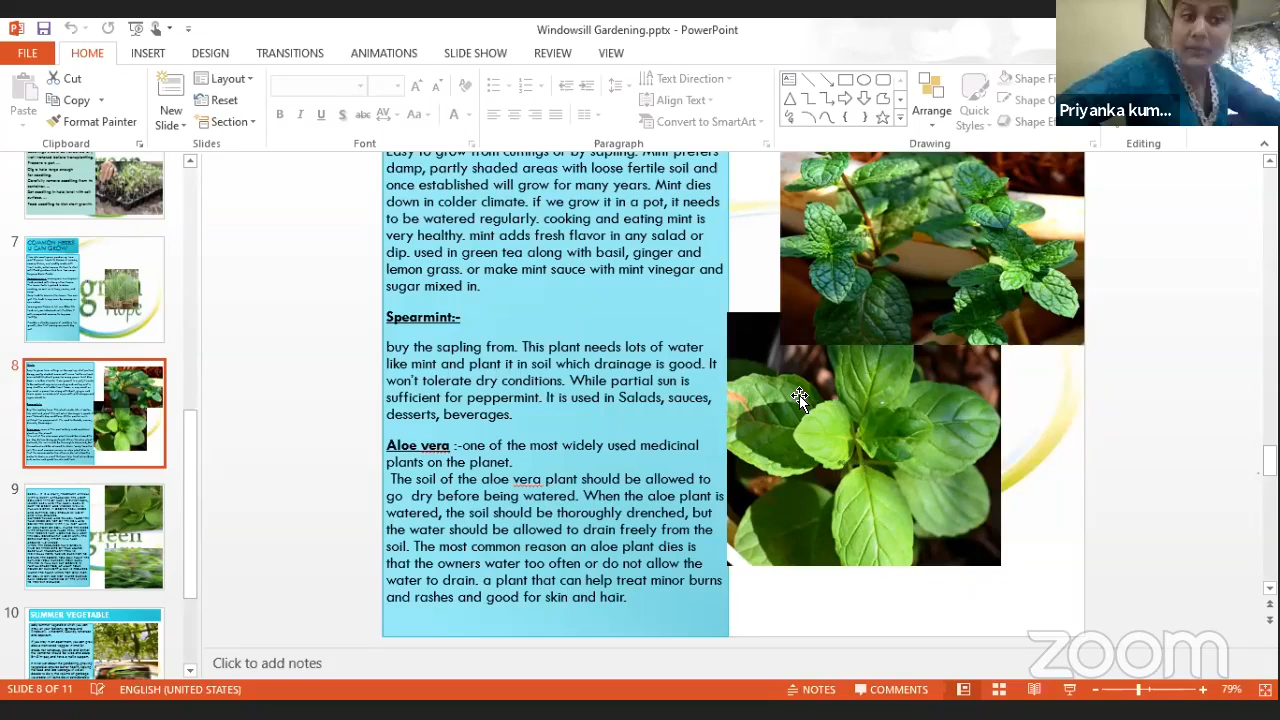 Windowsill Gardening.pptx - PowerPoint
FILE HOME INSERT DESIGN TRANSITIONS ANIMATIONS SLIDE SHOW REVIEW VIEW
Priyanka kum...
Paste
Cut
Copy
Format Painter
New
Slide
Layout
Reset
Section
Text Direction
Align Text
Convert to SmartArt
Arrange
Quick
Styles
Shape
Shape
Shape
Clipboard Slides Font Paragraph Drawing Editing
7
8
9
10
SUMMER VEGETABLE
damp, partly shaded areas with loose fertile soil and
once established will grow for many years. Mint dies
down in colder climate. if we grow it in a pot, it needs
to be watered regularly. cooking and eating mint is
very healthy. mint adds fresh flavor in any salad or
dip. used in green tea along with basil, ginger and
lemon grass. or make mint sauce with mint vinegar and
sugar mixed in.
Spearmint:-
buy the sapling from. This plant needs lots of water
like mint and plant it in soil which drainage is good. It
won't tolerate dry conditions. While partial sun is
sufficient for peppermint. It is used in Salads, sauces,
desserts, beverages.
Aloe vera :-one of the most widely used medicinal
plants on the planet.
The soil of the aloe vera plant should be allowed to
go dry before being watered. When the aloe plant is
watered, the soil should be thoroughly drenched, but
the water should be allowed to drain freely from the
soil. The most common reason an aloe plant dies is
that the owners water too often or do not allow the
water to drain. a plant that can help treat minor burns
and rashes and good for skin and hair.
Click to add notes
zoom
SLIDE 8 OF 11 ENGLISH (UNITED STATES) NOTES COMMENTS 79%